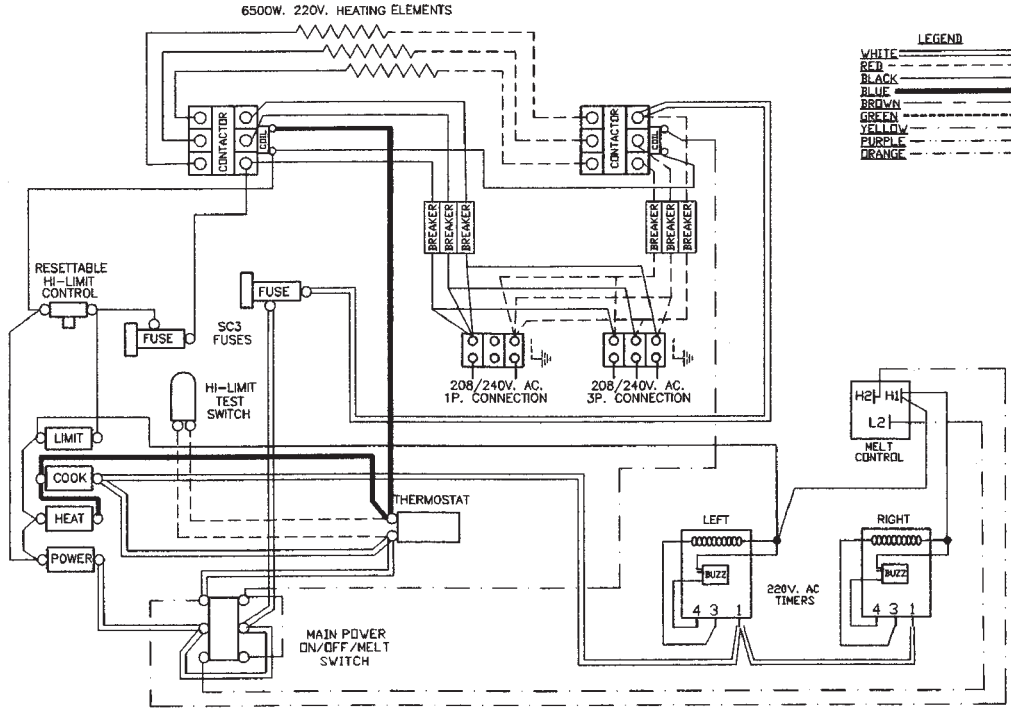 6500W. 220V. HEATING ELEMENTS
LEGEND
WHITE
RED
BLACK
BLUE
BROWN
GREEN
YELLOW
PURPLE
ORANGE
CONTACTOR
COIL
CONTACTOR
COIL
BREAKER
BREAKER
BREAKER
BREAKER
BREAKER
BREAKER
RESETTABLE
HI-LIMIT
CONTROL
FUSE
FUSE
SC3
FUSES
HI-LIMIT
TEST
SWITCH
208/240V. AC.
1P. CONNECTION
208/240V. AC.
3P. CONNECTION
H2
H1
L2
MELT
CONTROL
LIMIT
COOK
HEAT
POWER
THERMOSTAT
LEFT
BUZZ
4 3 1
220V. AC
TIMERS
RIGHT
BUZZ
4 3 1
MAIN POWER
ON/OFF/MELT
SWITCH